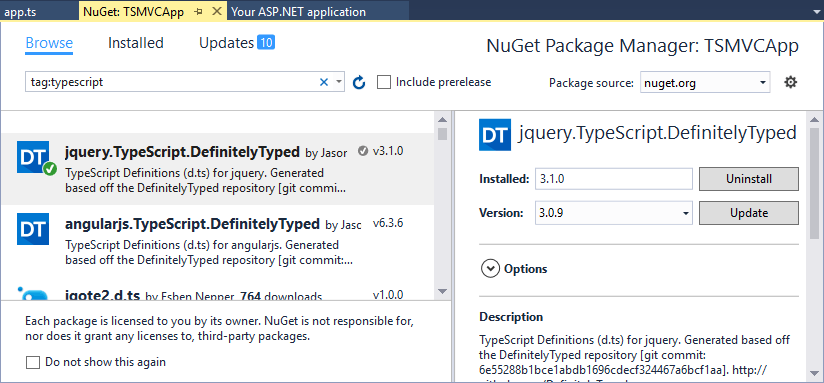 app.ts
NuGet: TSMVCApp
Your ASP.NET application
Browse
Installed
Updates 10
NuGet Package Manager: TSMVCApp
tag:typescript
Include prerelease
Package source: nuget.org
DT
jquery.TypeScript.DefinitelyTyped by Jasor
v3.1.0
TypeScript Definitions (d.ts) for jquery. Generated
based off the DefinitelyTyped repository [git commi...
DT
angularjs.TypeScript.DefinitelyTyped by Jasc
v6.3.6
TypeScript Definitions (d.ts) for angularjs. Generated
based off the DefinitelyTyped repository [git commit:...
igote2.d.ts by Esben Nepper, 764 downloads
v1.0.0
Each package is licensed to you by its owner. NuGet is not responsible for,
nor does it grant any licenses to, third-party packages.
Do not show this again
DT
jquery.TypeScript.DefinitelyTyped
Installed: 3.1.0
Uninstall
Version: 3.0.9
Update
Options
Description
TypeScript Definitions (d.ts) for jquery. Generated based off
the DefinitelyTyped repository [git commit:
6e55288b1bce1abdb1696cdecf324467a6bcf1aa]. http://